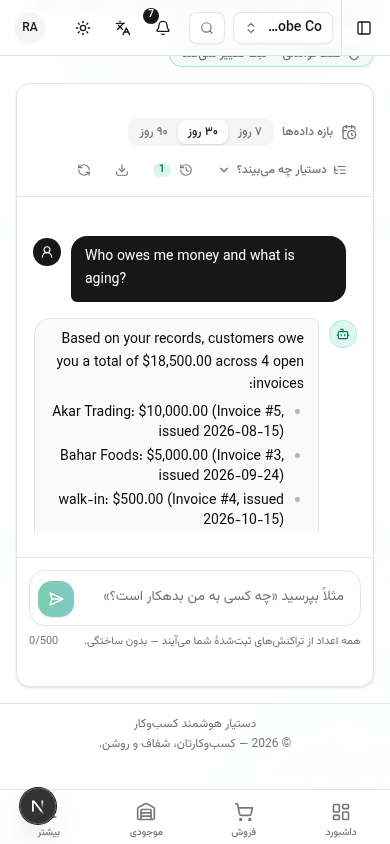 ...obe Co
7
RA
بازه داده‌ها
۷ روز
۳۰ روز
۹۰ روز
دستیار چه می‌بیند؟
1
Who owes me money and what is
aging?
Based on your records, customers owe
you a total of $18,500.00 across 4 open
invoices:
Akar Trading: $10,000.00 (Invoice #5,
issued 2026-08-15)
Bahar Foods: $5,000.00 (Invoice #3,
issued 2026-09-24)
walk-in: $500.00 (Invoice #4, issued
2026-10-15)
مثلاً بپرسید «چه کسی به من بدهکار است؟»
همه اعداد از تراکنش‌های ثبت‌شدهٔ شما می‌آیند — بدون ساختگی.
0/500
دستیار هوشمند کسب‌وکار
© 2026 — کسب‌وکارتان، شفاف و روشن.
داشبورد
فروش
موجودی
بیشتر
N